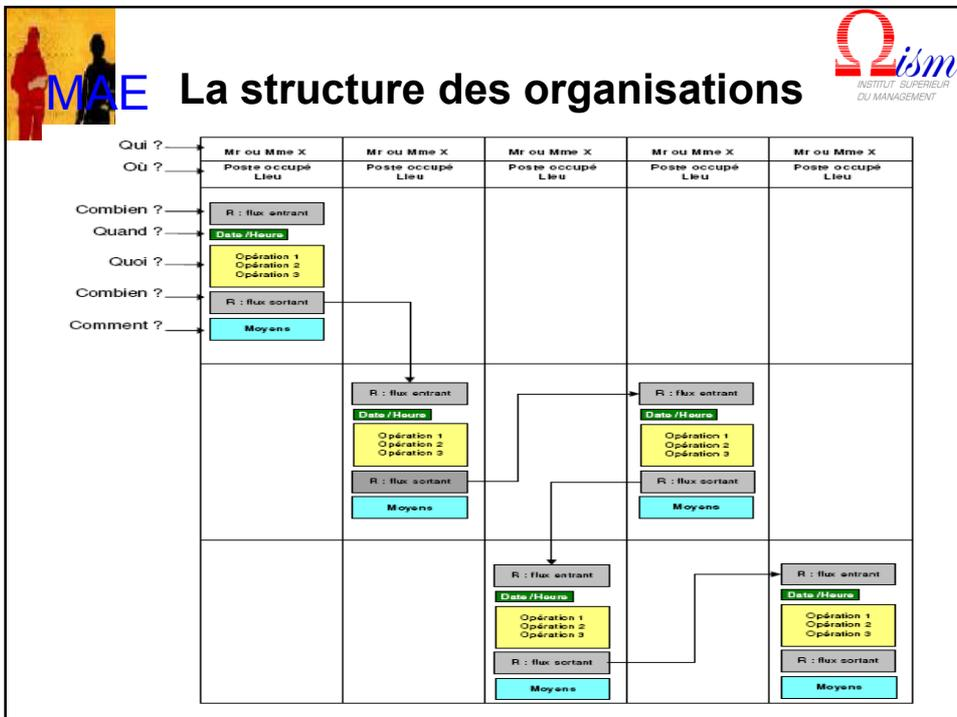 MAE La structure des organisations
ism
INSTITUT SUPERIEUR
DU MANAGEMENT
Qui ?
Mr ou Mme X
Mr ou Mme X
Mr ou Mme X
Mr ou Mme X
Mr ou Mme X
Où ?
Poste occupé
Lieu
Poste occupé
Lieu
Poste occupé
Lieu
Poste occupé
Lieu
Poste occupé
Lieu
Combien ?
R : flux entrant
Quand ?
Date /Heure
Quoi ?
Opération 1
Opération 2
Opération 3
Combien ?
R : flux sortant
Comment ?
Moyens
R : flux entrant
Date /Heure
Opération 1
Opération 2
Opération 3
R : flux sortant
Moyens
R : flux entrant
Date /Heure
Opération 1
Opération 2
Opération 3
R : flux sortant
Moyens
R : flux entrant
Date /Heure
Opération 1
Opération 2
Opération 3
R : flux sortant
Moyens
R : flux entrant
Date /Heure
Opération 1
Opération 2
Opération 3
R : flux sortant
Moyens